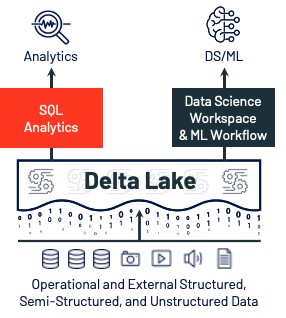 Analytics
DS/ML
SQL
Analytics
Data Science
Workspace
& ML Workflow
Delta Lake
Operational and External Structured,
Semi-Structured, and Unstructured Data